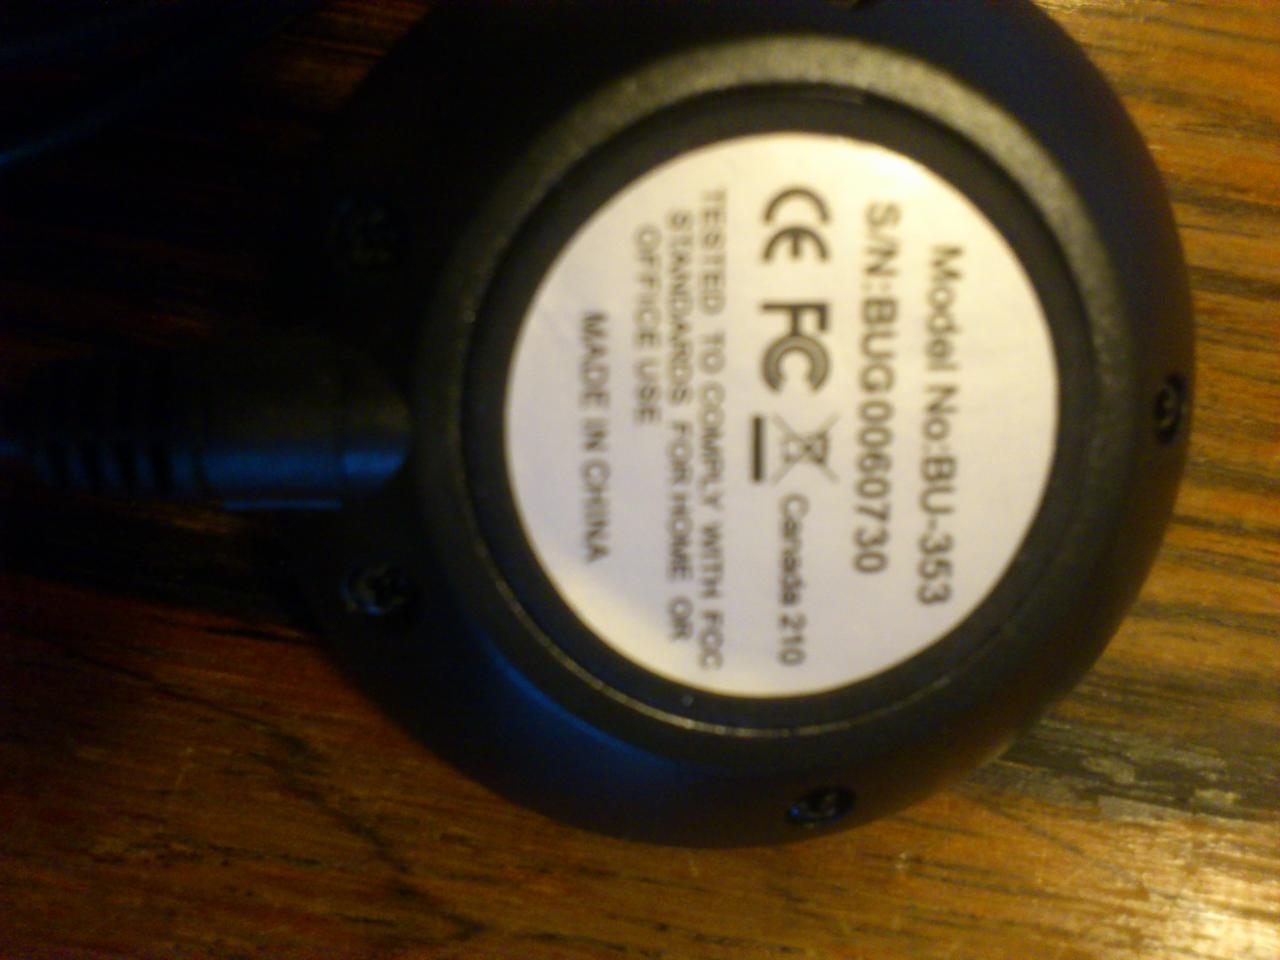 Model No:BU-353
S/N:BUG00660730
CE FC Canada 210
TESTED TO COMPLY WITH FCC
STANDARDS FOR HOME OR
OFFICE USE
MADE IN CHINA